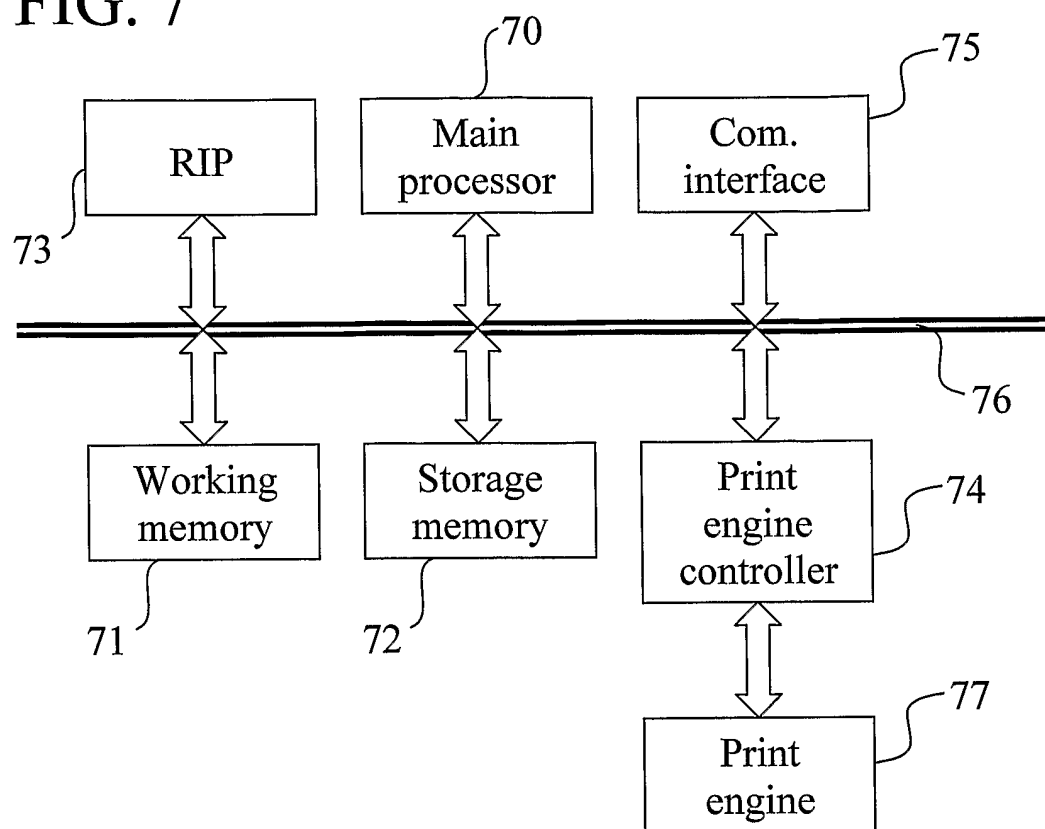 FIG. 7
70
75
RIP
Main
processor
Com.
interface
73
76
Working
memory
Storage
memory
Print
engine
controller
74
71
72
77
Print
engine